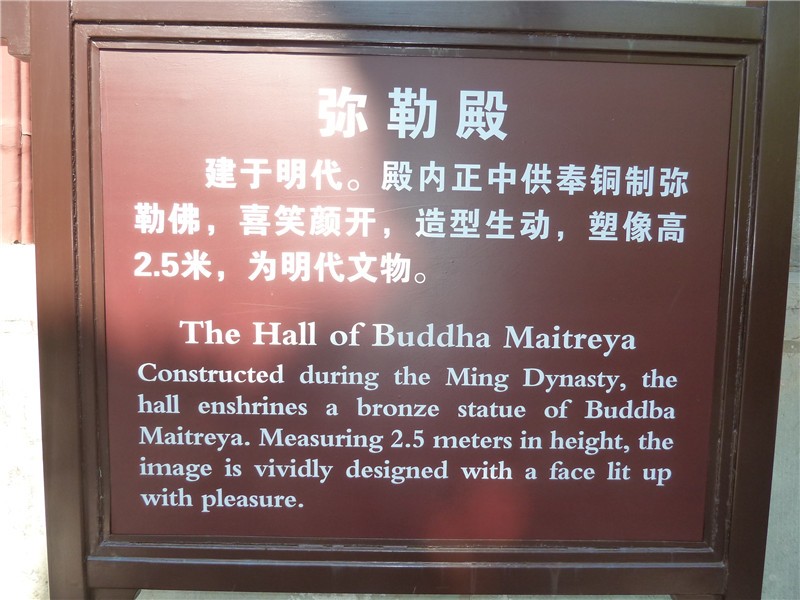 弥勒殿
建于明代。殿内正中供奉铜制弥
勒佛，喜笑颜开，造型生动，塑像高
2.5米，为明代文物。
The Hall of Buddha Maitreya
Constructed during the Ming Dynasty, the
hall enshrines a bronze statue of Buddba
Maitreya. Measuring 2.5 meters in height, the
image is vividly designed with a face lit up
with pleasure.